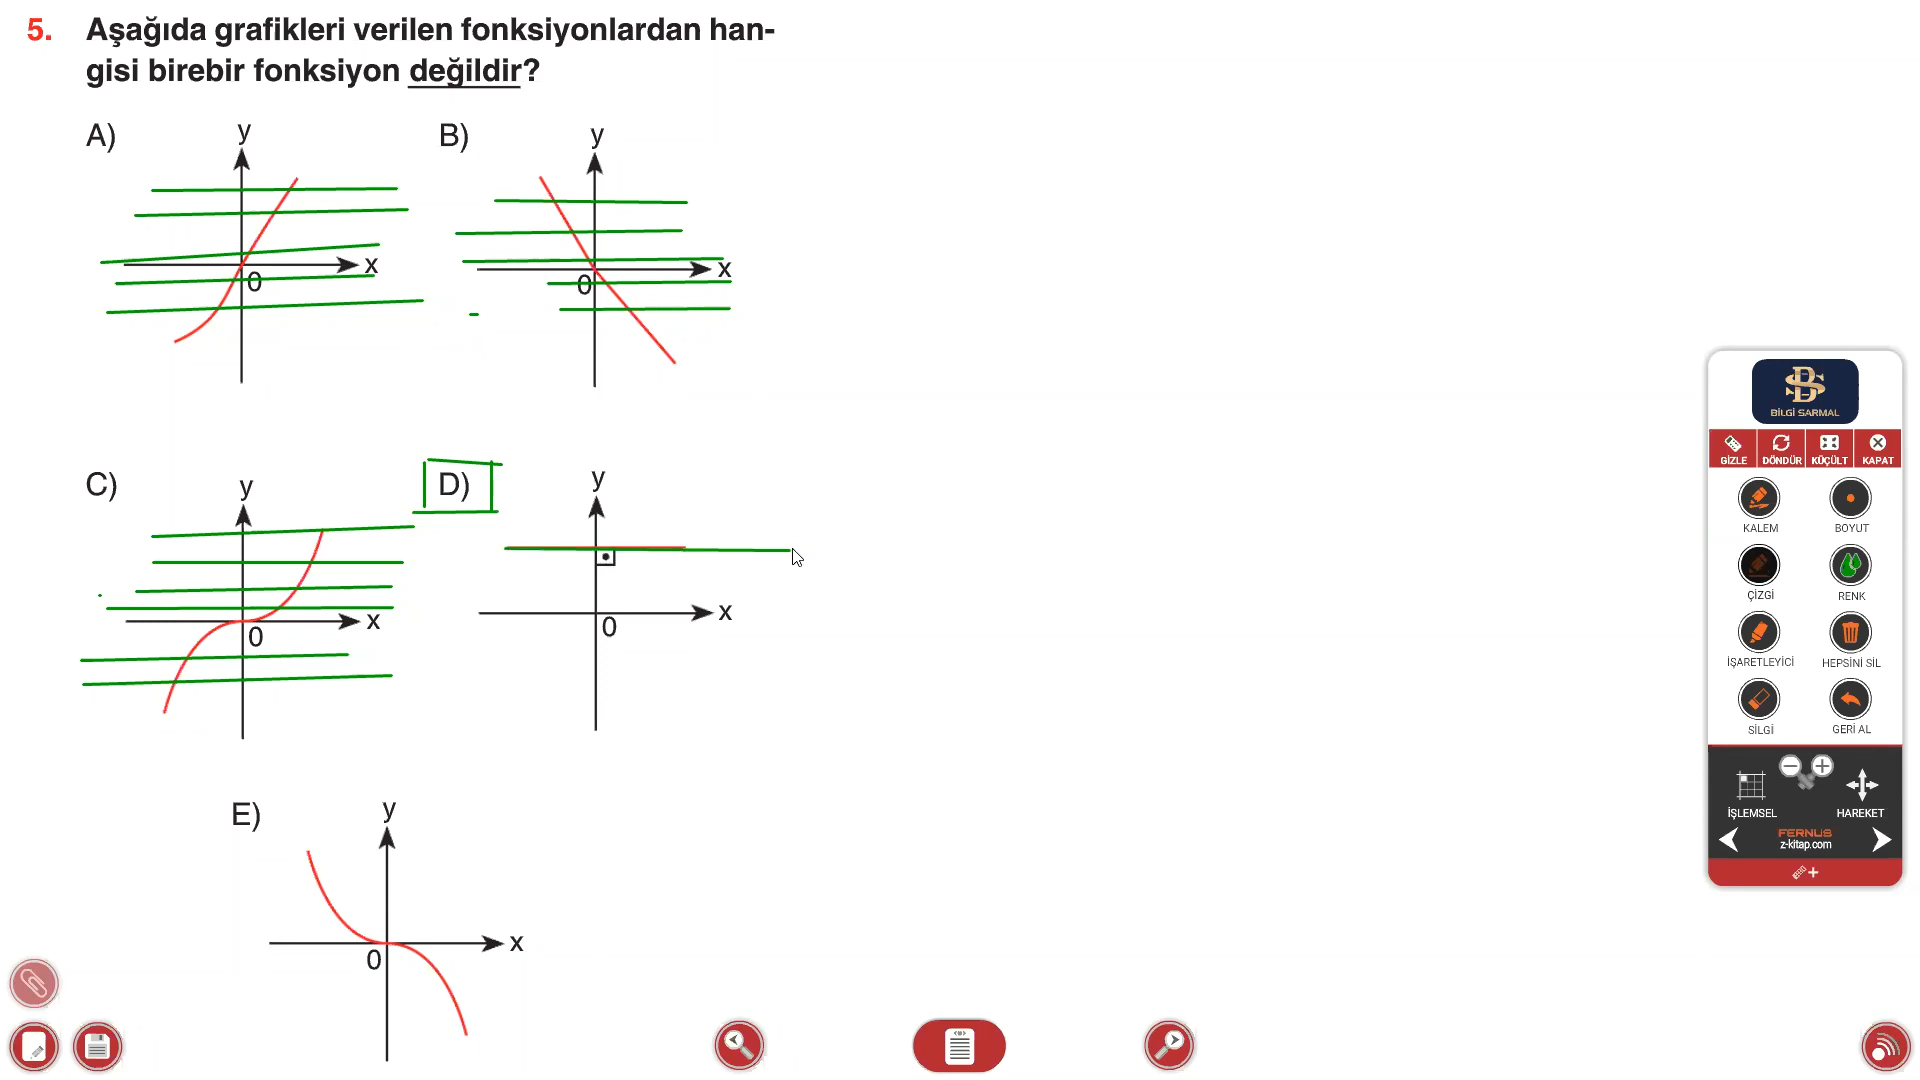 5. Aşağıda grafikleri verilen fonksiyonlardan han-
gisi birebir fonksiyon değildir?
A)
y
x
0
B)
y
x
0
C)
y
x
0
D)
y
x
0
E)
y
x
0
BS
BİLGİ SARMAL
GİZLE DÖNDÜR KÜÇÜLT KAPAT
KALEM BOYUT
ÇİZGİ RENK
İŞARETLEYİCİ HEPSİNİ SİL
SİLGİ GERİ AL
İŞLEMSEL HAREKET
FERNUS
z-kitap.com